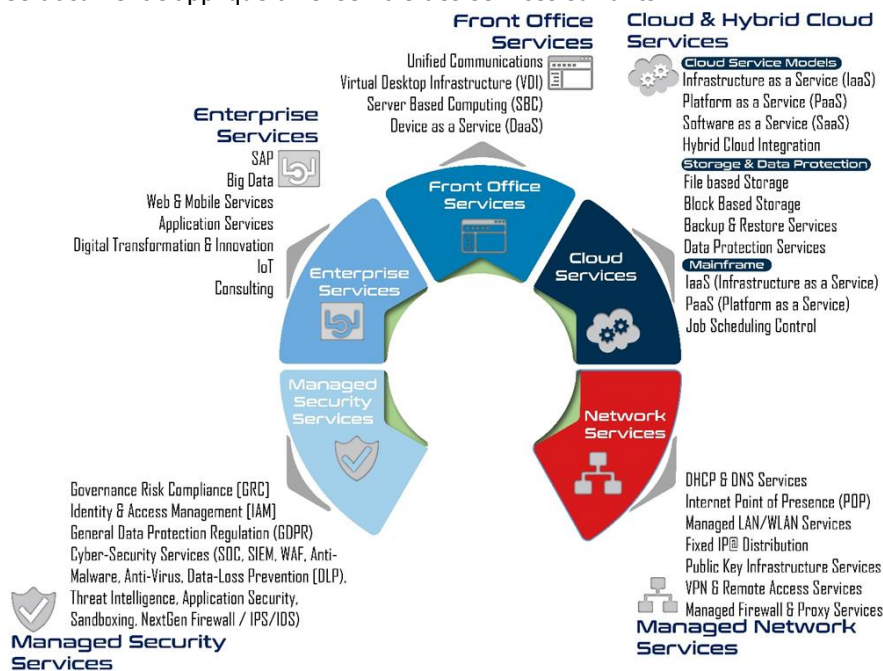 Front Office
Services
Unified Communications
Virtual Desktop Infrastructure (VDI)
Server Based Computing (SBC)
Device as a Service (DaaS)
Cloud & Hybrid Cloud
Services
Cloud Service Models
Infrastructure as a Service (IaaS)
Platform as a Service (PaaS)
Software as a Service (SaaS)
Hybrid Cloud Integration
Storage & Data Protection
File based Storage
Block Based Storage
Backup & Restore Services
Data Protection Services
Mainframe
IaaS (Infrastructure as a Service)
PaaS (Platform as a Service)
Job Scheduling Control
Enterprise
Services
SAP
Big Data
Web & Mobile Services
Application Services
Digital Transformation & Innovation
IoT
Consulting
Front Office
Services
Enterprise
Services
Cloud
Services
Managed
Security
Services
Network
Services
Governance Risk Compliance [GRC]
Identity & Access Management [IAM]
General Data Protection Regulation (GDPR)
Cyber-Security Services (SOC, SIEM, WAF, Anti-
Malware, Anti-Virus, Data-Loss Prevention [DLP),
Threat Intelligence, Application Security,
Sandboxing, NextGen Firewall / IPS/IDS)
Managed Security
Services
DHCP & DNS Services
Internet Point of Presence (POP)
Managed LAN/WLAN Services
Fixed IP@ Distribution
Public Key Infrastructure Services
VPN & Remote Access Services
Managed Firewall & Proxy Services
Managed Network
Services